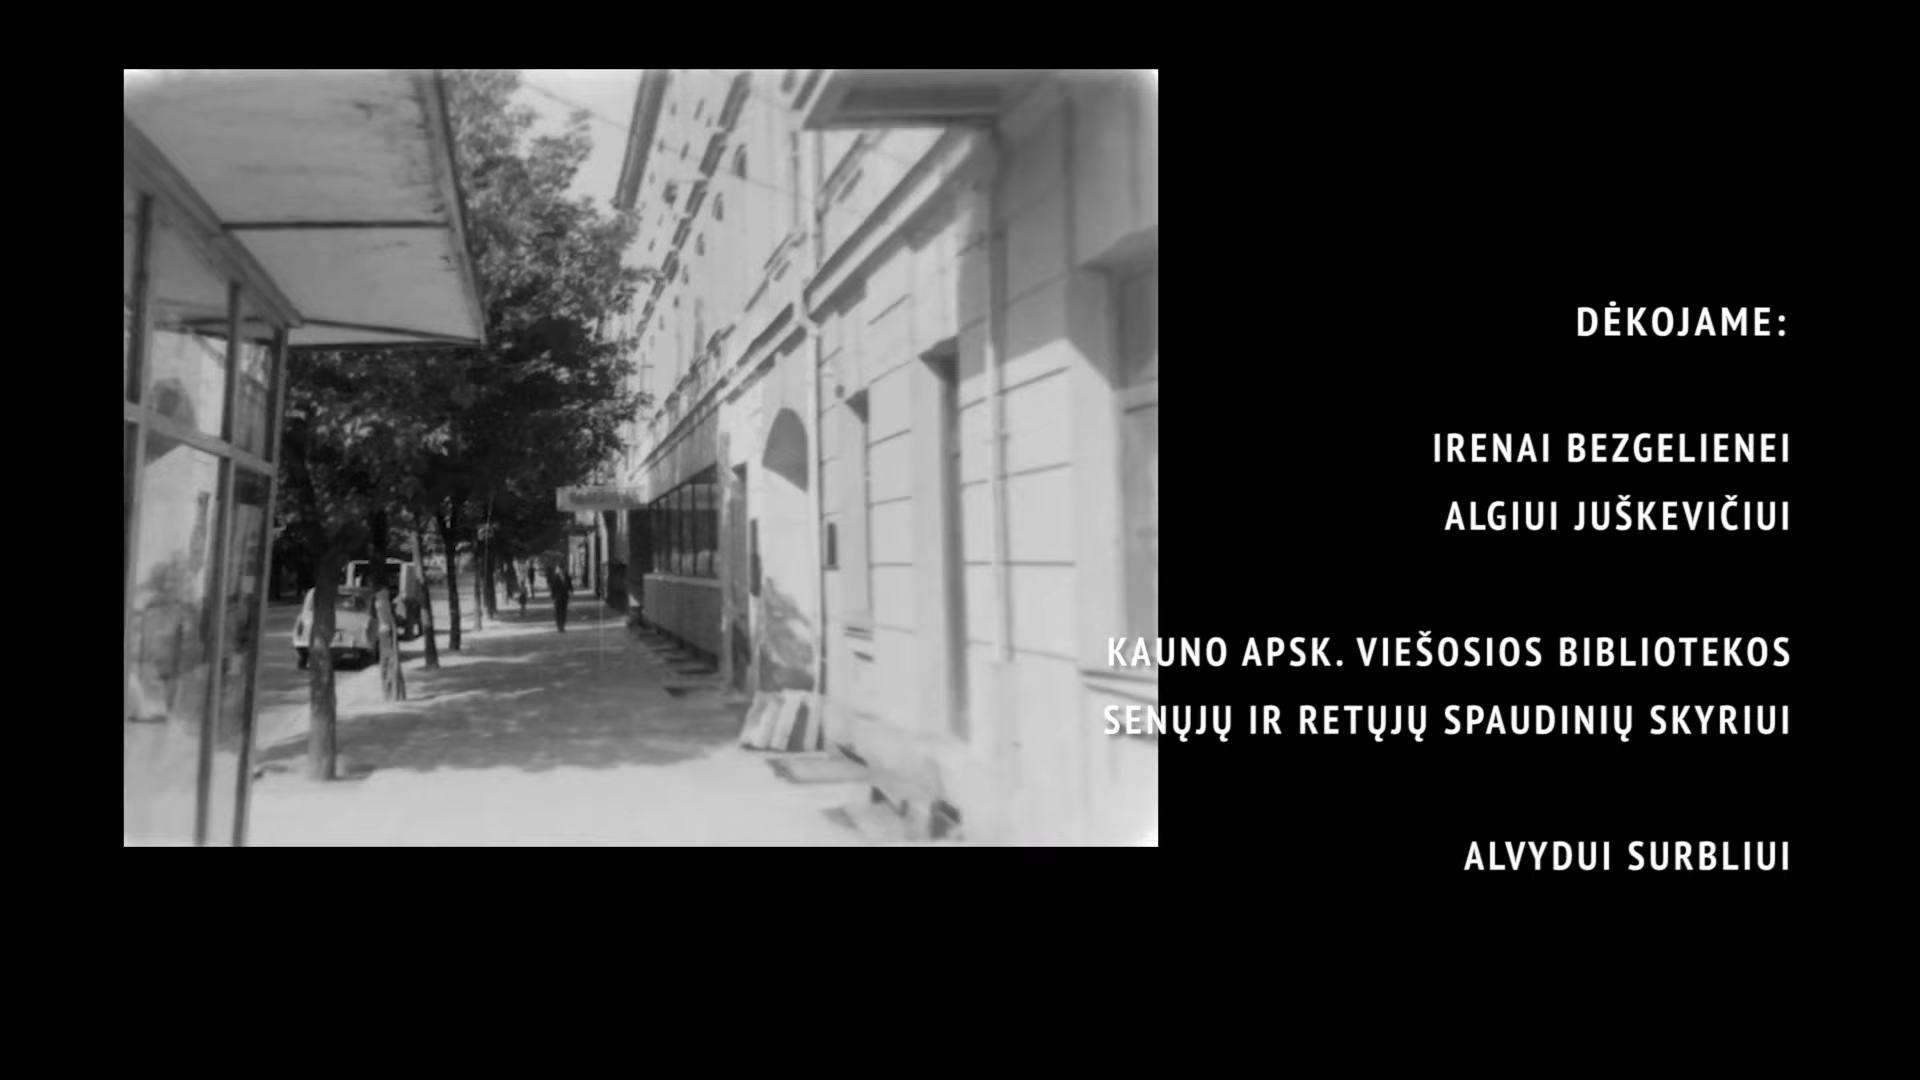 DĖKOJAME:
IRENAI BEZGELIENEI
ALGIUI JUŠKEVIČIUI
KAUNO APSK. VIEŠOSIOS BIBLIOTEKOS
SENŲJŲ IR RETŲJŲ SPAUDINIŲ SKYRIUI
ALVYDUI SURBLIUI